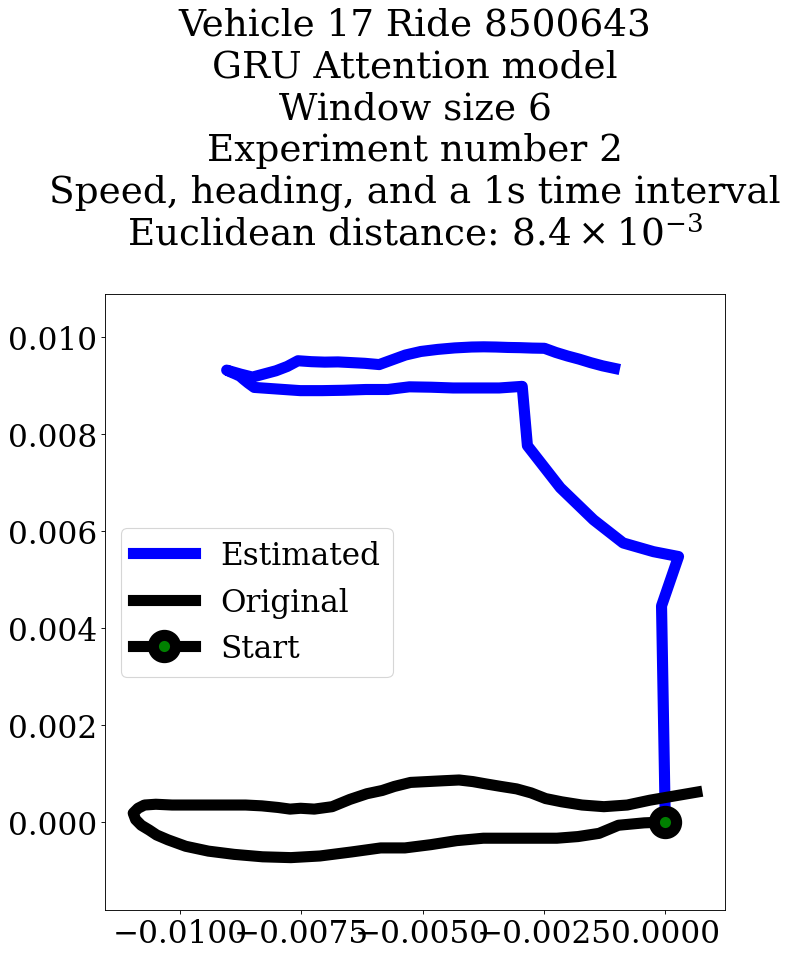 Vehicle 17 Ride 8500643
GRU Attention model
Window size 6
Experiment number 2
Speed, heading, and a 1s time interval
Euclidean distance: 8.4 × 10⁻³
0.010
0.008
0.006
0.004
0.002
0.000
Estimated
Original
Start
−0.0100
−0.0075
−0.0050
−0.0025
0.0000